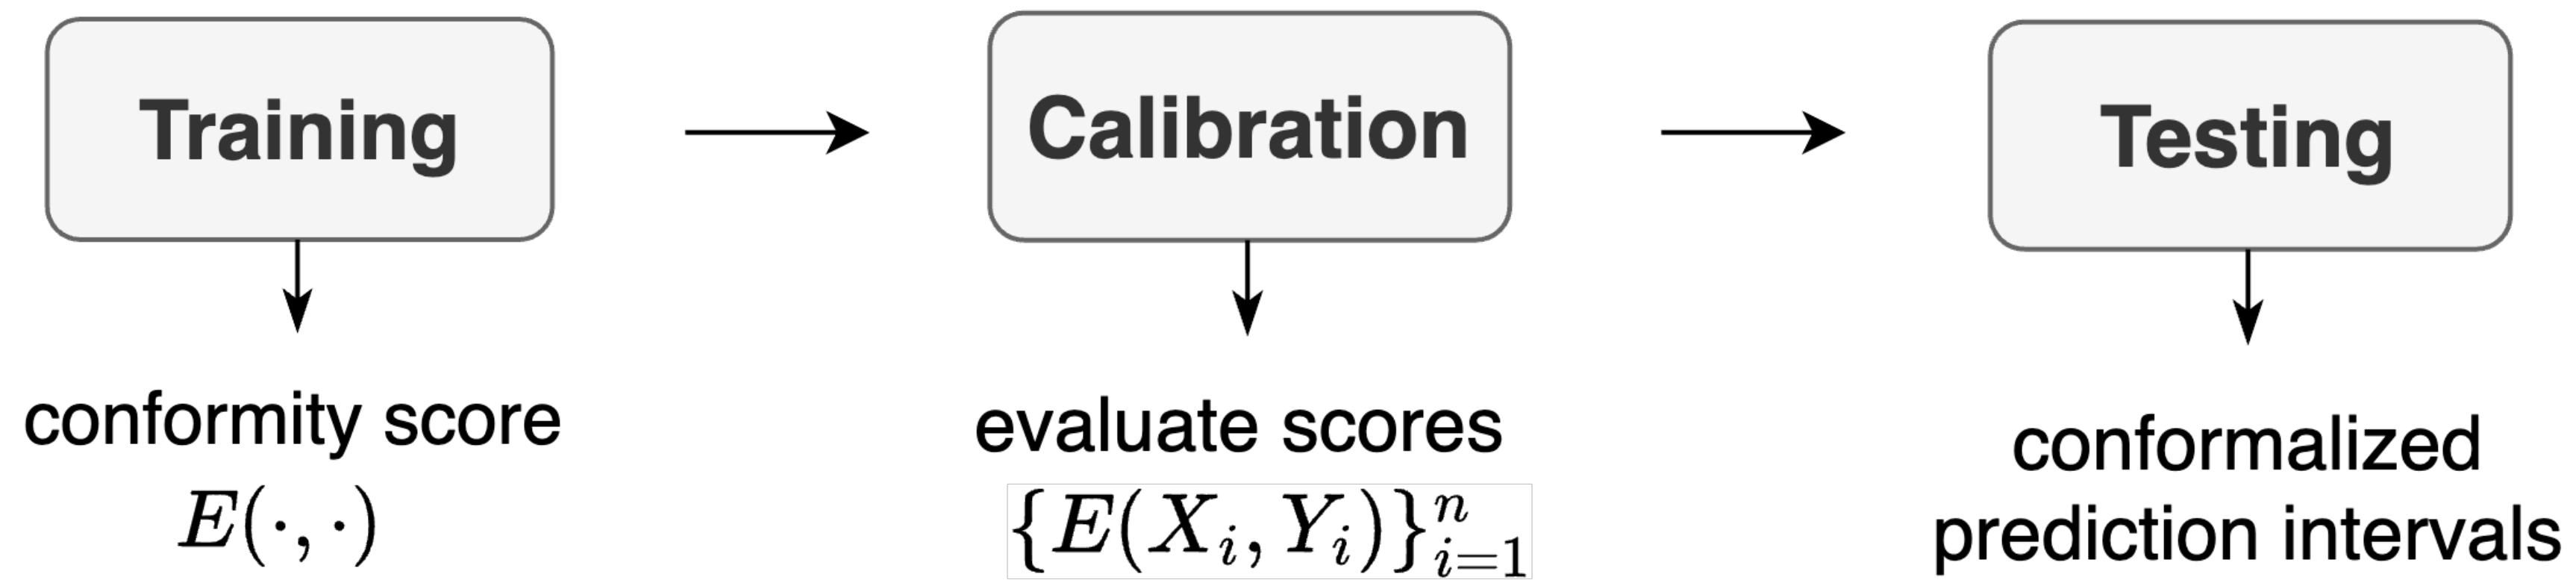 Training
Calibration
Testing
conformity score
E(·,·)
evaluate scores
{E(X_i, Y_i)}_{i=1}^n
conformalized
prediction intervals